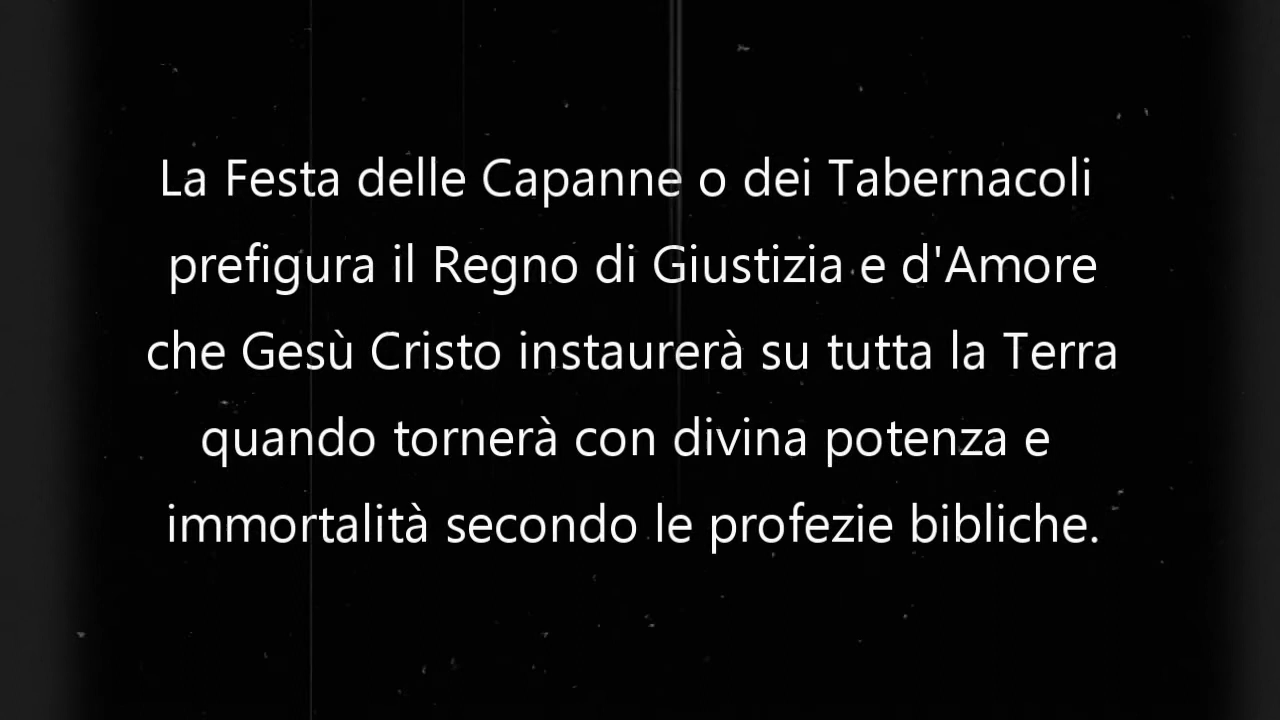 La Festa delle Capanne o dei Tabernacoli
prefigura il Regno di Giustizia e d'Amore
che Gesù Cristo instaurerà su tutta la Terra
quando tornerà con divina potenza e
immortalità secondo le profezie bibliche.